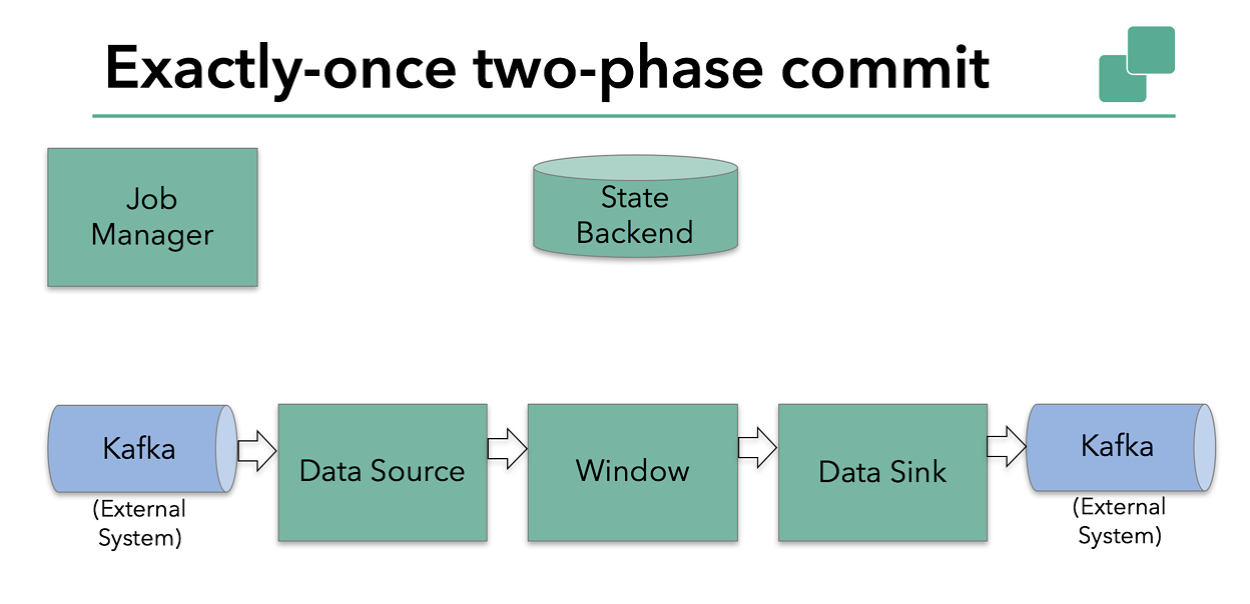 Exactly-once two-phase commit
Job
Manager
State
Backend
Kafka
(External
System)
Data Source
Window
Data Sink
Kafka
(External
System)